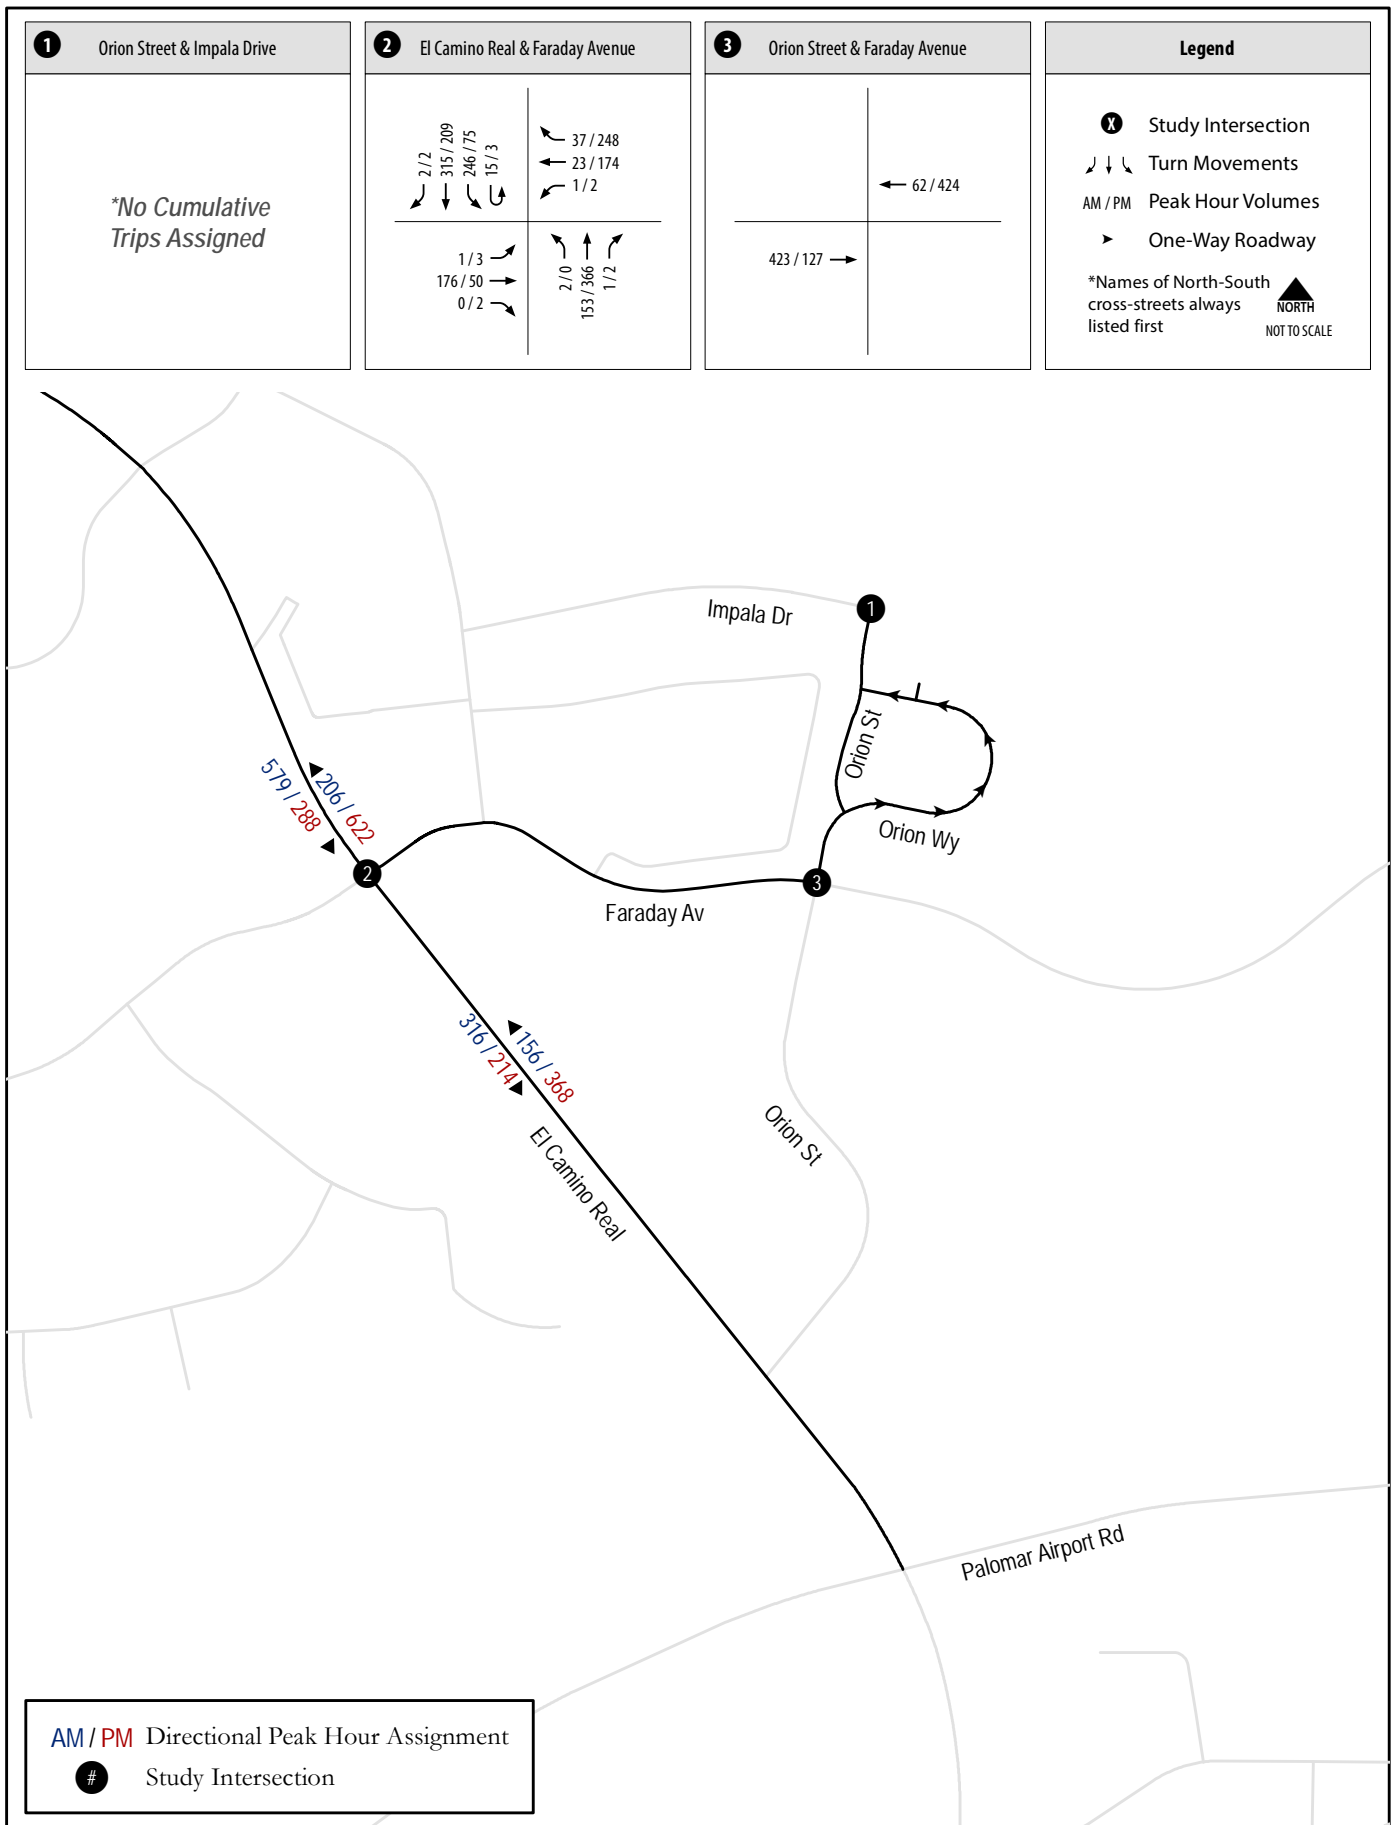 1 Orion Street & Impala Drive
*No Cumulative
Trips Assigned
2 El Camino Real & Faraday Avenue
2 / 2
315 / 209
246 / 75
15 / 3
37 / 248
23 / 174
1 / 2
1 / 3
176 / 50
0 / 2
2 / 0
153 / 366
1 / 2
3 Orion Street & Faraday Avenue
62 / 424
423 / 127
Legend
X Study Intersection
Turn Movements
AM / PM Peak Hour Volumes
One-Way Roadway
*Names of North-South
cross-streets always
listed first
NORTH
NOT TO SCALE
Impala Dr
1
Orion St
Orion Wy
579 / 288
206 / 622
2
3
Faraday Av
316 / 214
156 / 368
El Camino Real
Orion St
Palomar Airport Rd
AM / PM Directional Peak Hour Assignment
# Study Intersection